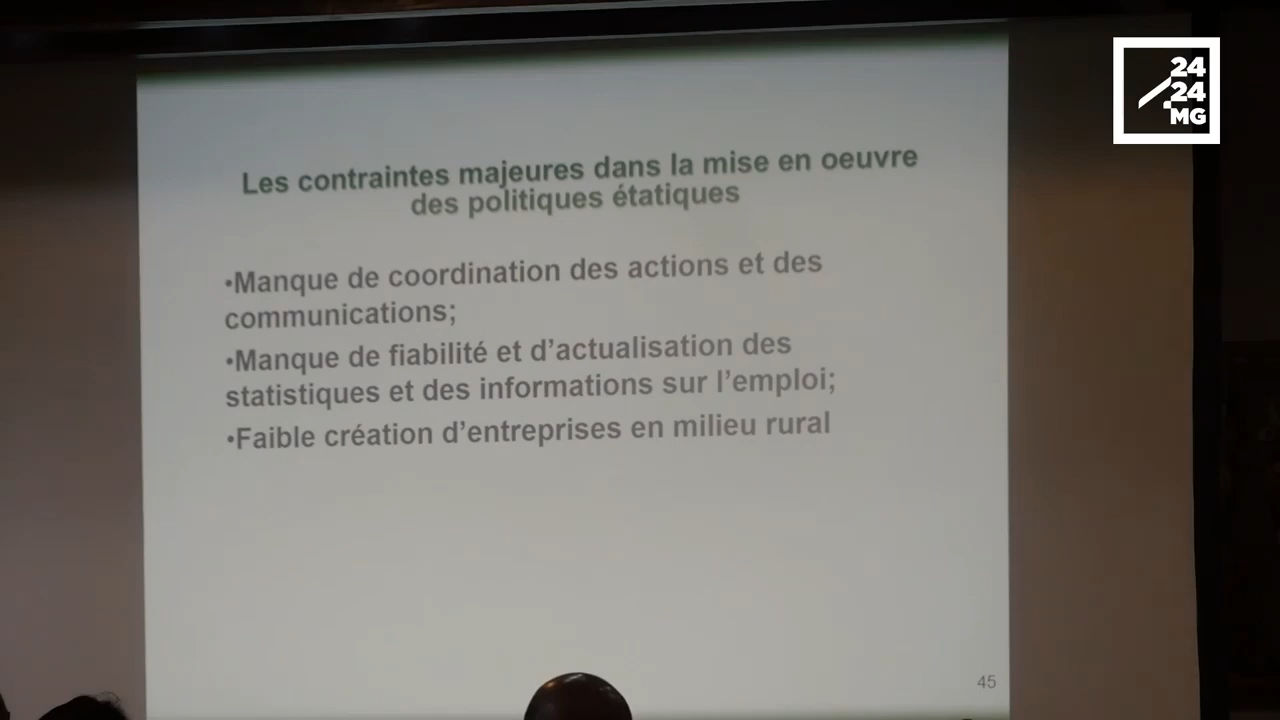 24
24
MG
Les contraintes majeures dans la mise en oeuvre
des politiques étatiques
•Manque de coordination des actions et des
communications;
•Manque de fiabilité et d’actualisation des
statistiques et des informations sur l’emploi;
•Faible création d’entreprises en milieu rural
45